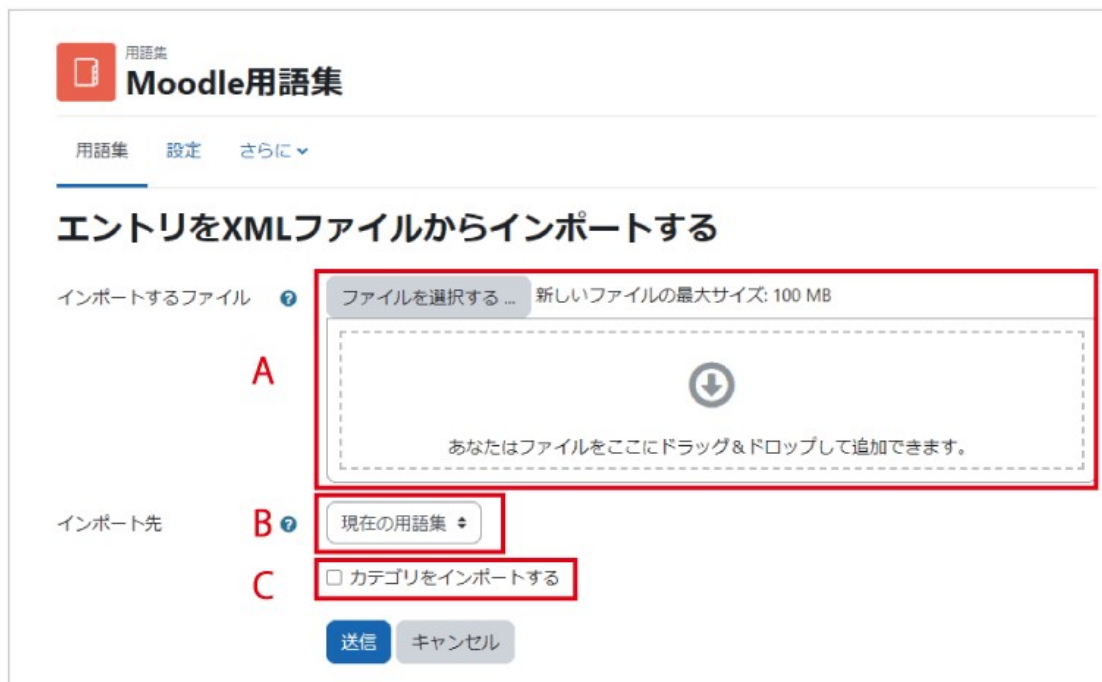 用語集
Moodle用語集
用語集 設定 さらに
エントリをXMLファイルからインポートする
インポートするファイル ファイルを選択する ... 新しいファイルの最大サイズ: 100 MB
A
あなたはファイルをここにドラッグ＆ドロップして追加できます。
インポート先 B 現在の用語集
C カテゴリをインポートする
送信 キャンセル